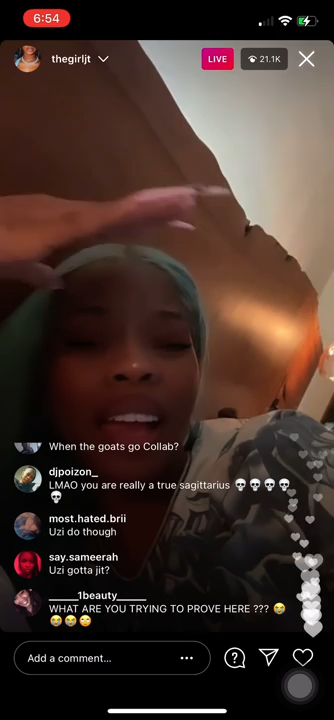 6:54
thegirljt
LIVE
21.1K
When the goats go Collab?
djpoizon_
LMAO you are really a true sagittarius 💀💀💀💀
💀
most.hated.brii
Uzi do though
say.sameerah
Uzi gotta jit?
_____1beauty______
WHAT ARE YOU TRYING TO PROVE HERE ??? 😭
😭😭🙄
Add a comment...